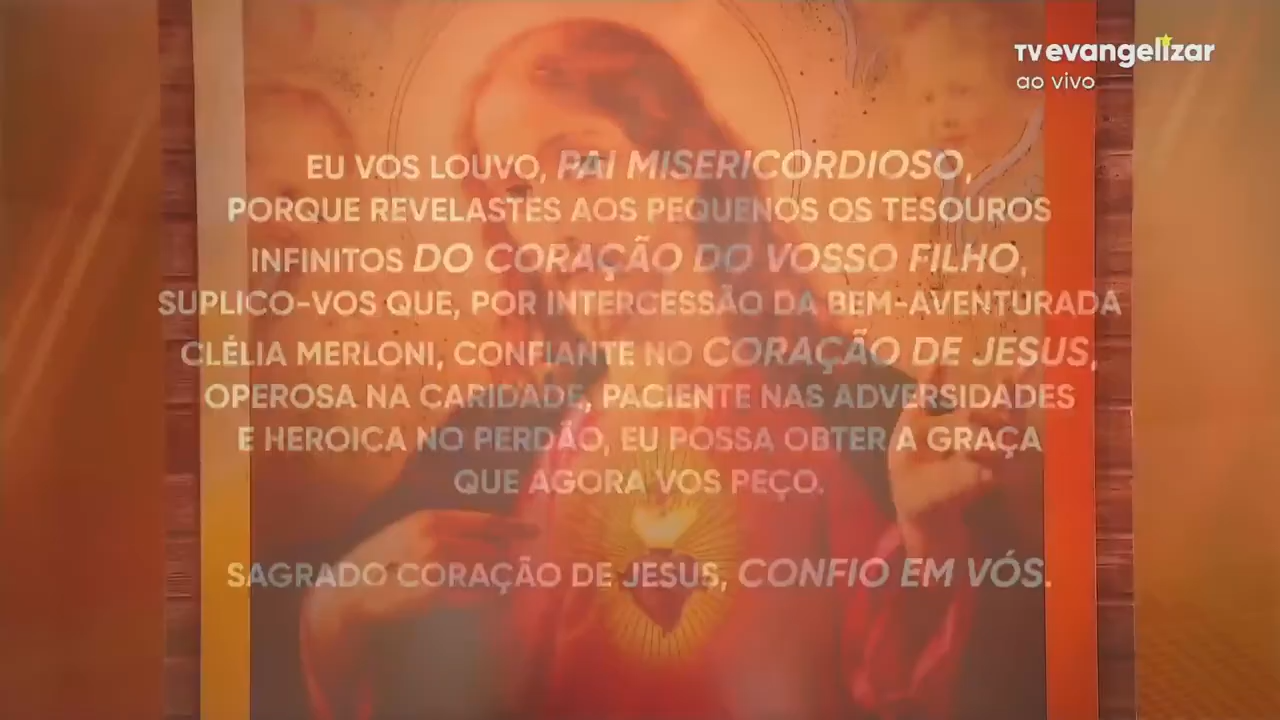 TV evangelizar
ao vivo
EU VOS LOUVO, PAI MISERICORDIOSO,
PORQUE REVELASTES AOS PEQUENOS OS TESOUROS
INFINITOS DO CORAÇÃO DO VOSSO FILHO,
SUPLICO-VOS QUE, POR INTERCESSÃO DA BEM-AVENTURADA
CLÉLIA MERLONI, CONFIANTE NO CORAÇÃO DE JESUS,
OPEROSA NA CARIDADE, PACIENTE NAS ADVERSIDADES
E HEROICA NO PERDÃO, EU POSSA OBTER A GRAÇA
QUE AGORA VOS PEÇO.
SAGRADO CORAÇÃO DE JESUS, CONFIO EM VÓS.